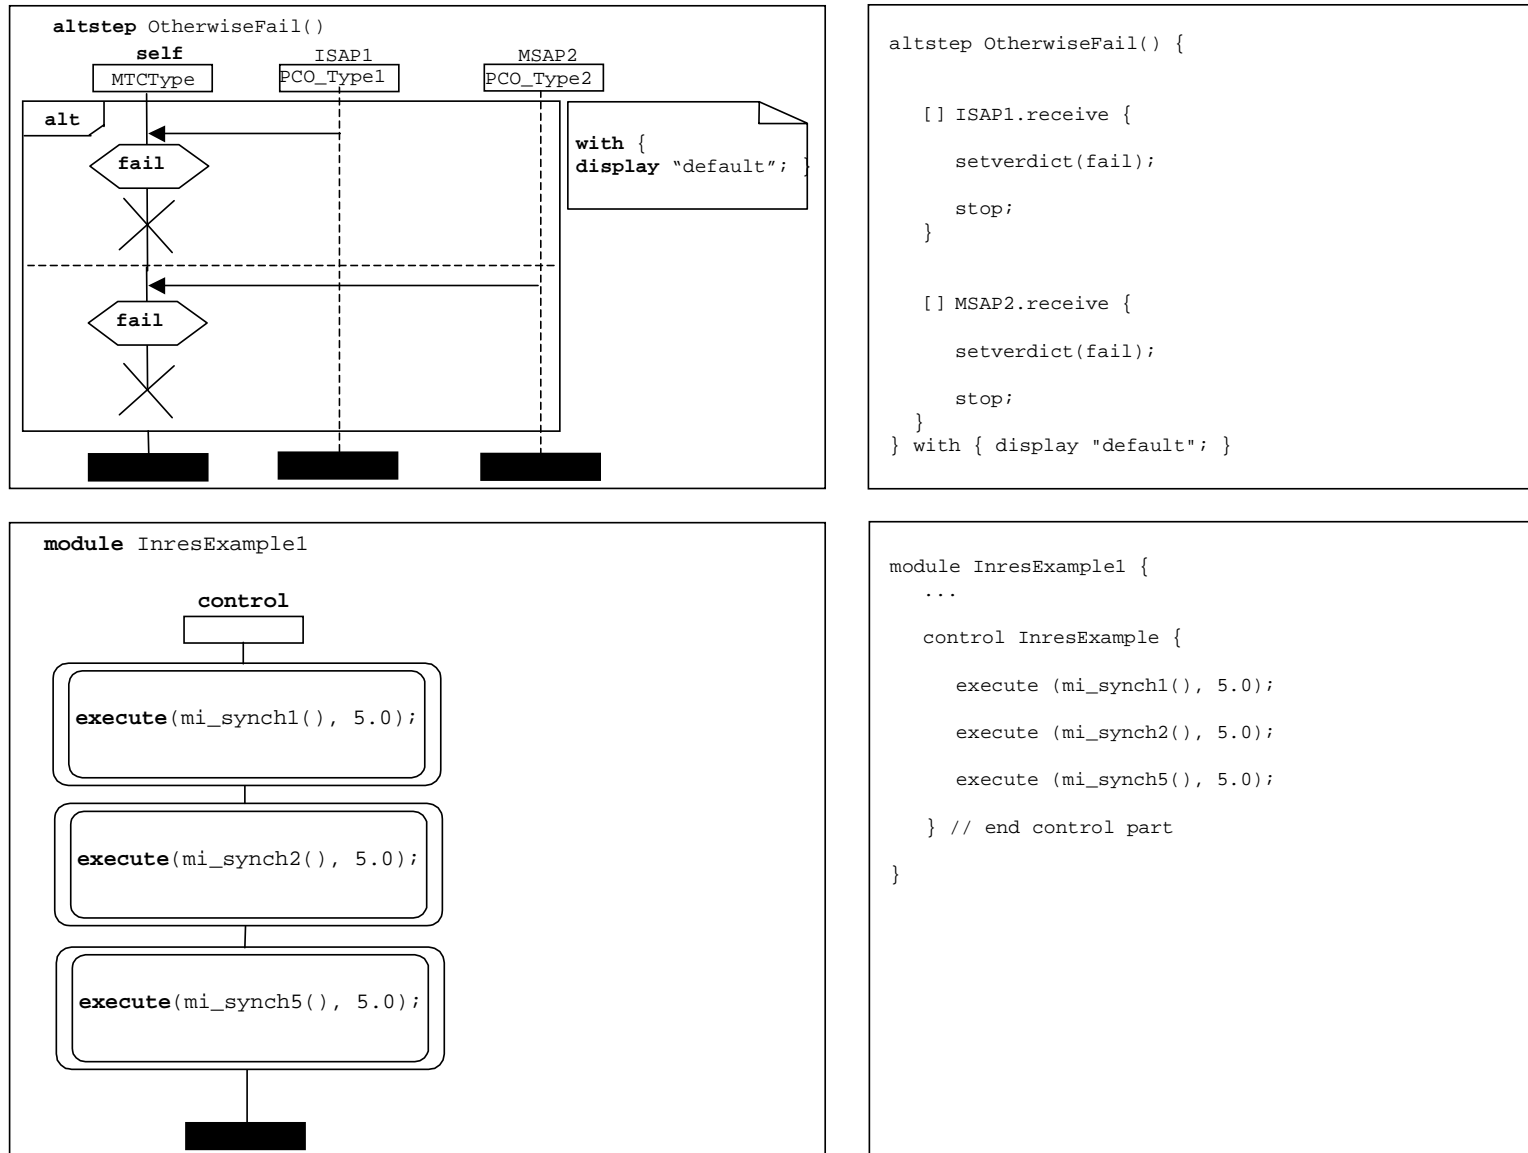 altstep OtherwiseFail()
self ISAP1 MSAP2
MTCType PCO_Type1 PCO_Type2
alt
with {
display “default”; }
fail
fail
altstep OtherwiseFail() {
[] ISAP1.receive {
setverdict(fail);
stop;
}
[] MSAP2.receive {
setverdict(fail);
stop;
}
} with { display "default"; }
module InresExample1
control
execute(mi_synch1(), 5.0);
execute(mi_synch2(), 5.0);
execute(mi_synch5(), 5.0);
module InresExample1 {
...
control InresExample {
execute (mi_synch1(), 5.0);
execute (mi_synch2(), 5.0);
execute (mi_synch5(), 5.0);
} // end control part
}